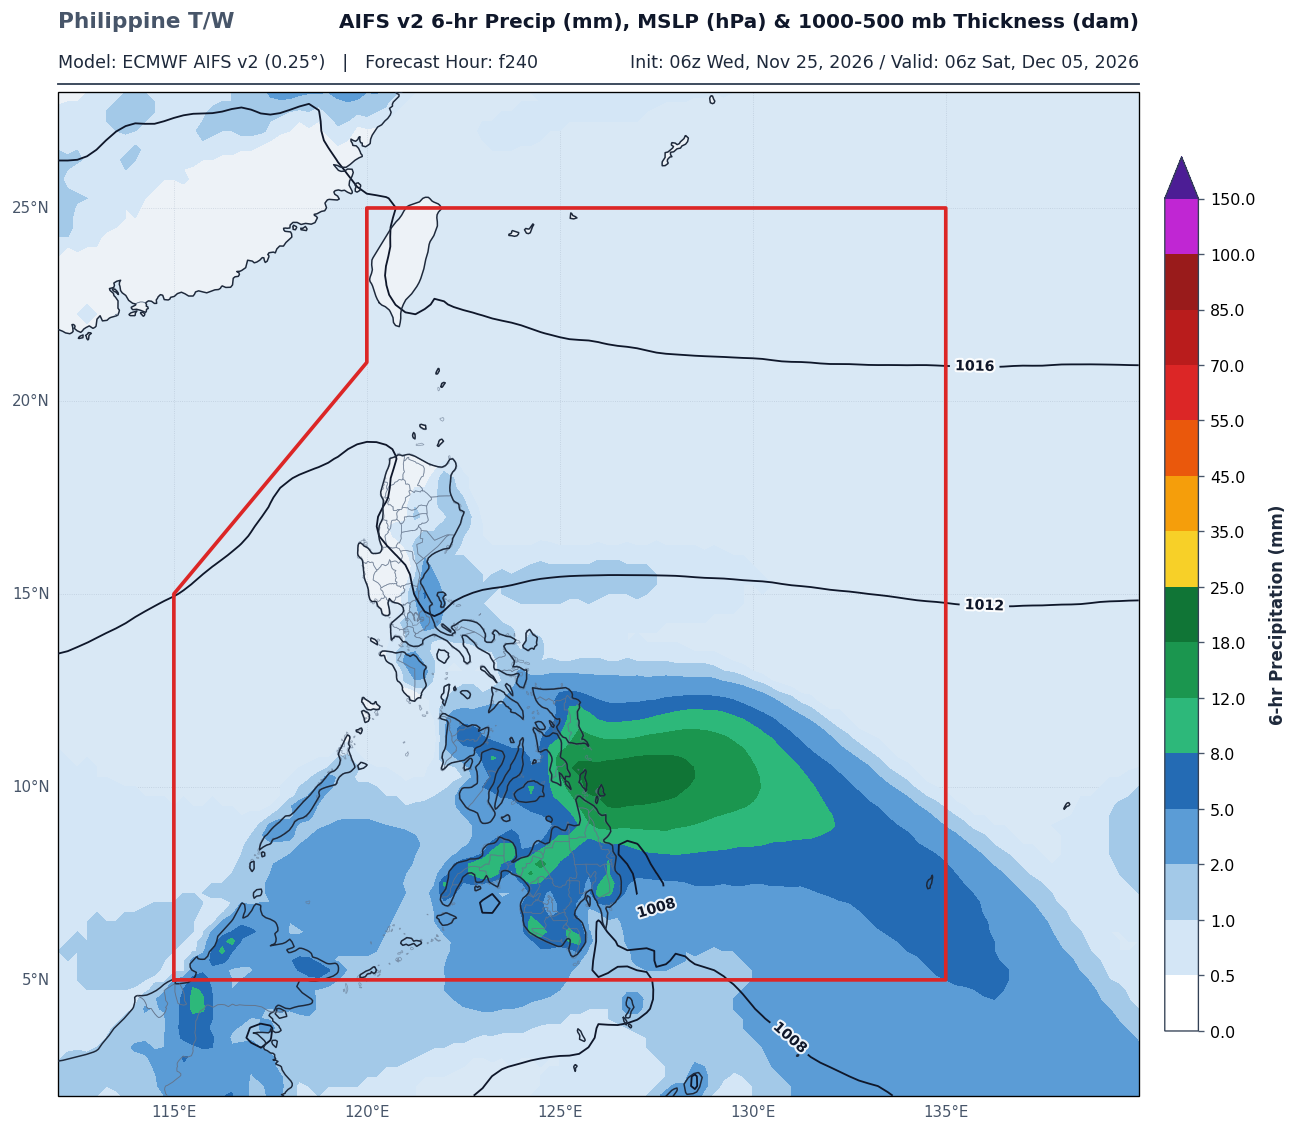 Philippine T/W
AIFS v2 6-hr Precip (mm), MSLP (hPa) & 1000-500 mb Thickness (dam)
Model: ECMWF AIFS v2 (0.25°) | Forecast Hour: f240
Init: 06z Wed, Nov 25, 2026 / Valid: 06z Sat, Dec 05, 2026
25°N
20°N
15°N
10°N
5°N
115°E
120°E
125°E
130°E
135°E
1016
1012
1008
1008
150.0
100.0
85.0
70.0
55.0
45.0
35.0
25.0
18.0
12.0
8.0
5.0
2.0
1.0
0.5
0.0
6-hr Precipitation (mm)